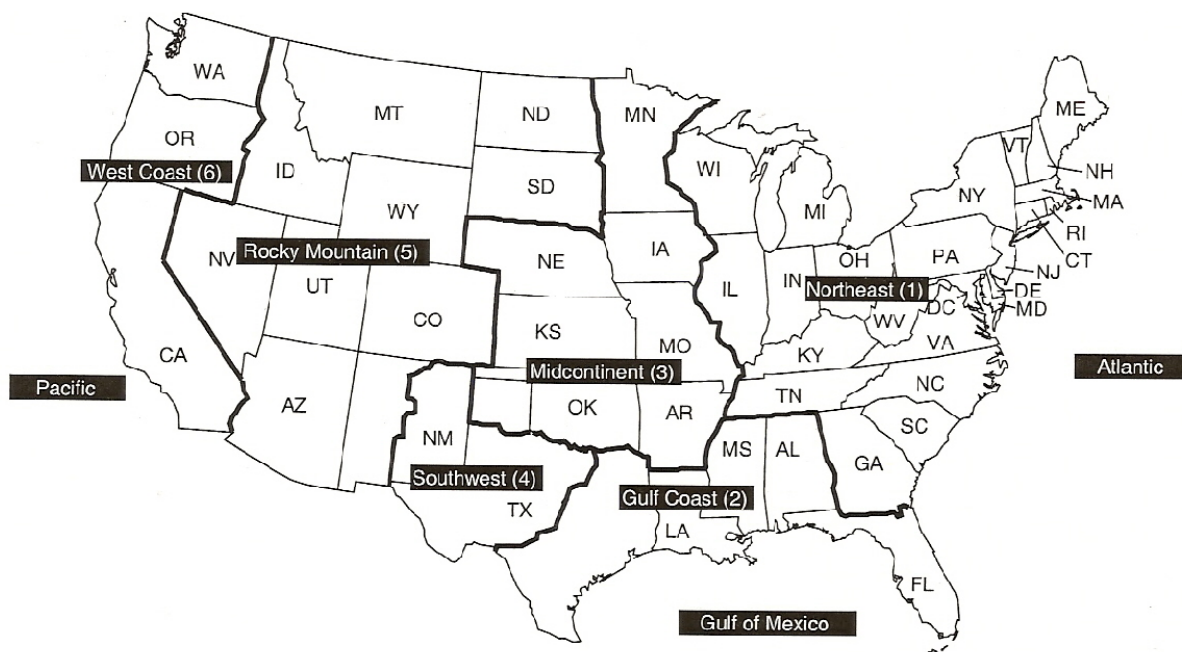 WA
MT
ND
MN
ME
OR
West Coast (6)
ID
SD
WI
VT
NH
WY
MI
NY
MA
Rocky Mountain (5)
NV
IA
RI
NE
OH
PA
CT
UT
IL
IN
NJ
Northeast (1)
DE
DC
MD
CO
KS
WV
VA
CA
MO
KY
Pacific
Midcontinent (3)
Atlantic
AZ
OK
AR
TN
NC
NM
MS
AL
SC
GA
Southwest (4)
TX
Gulf Coast (2)
LA
FL
Gulf of Mexico